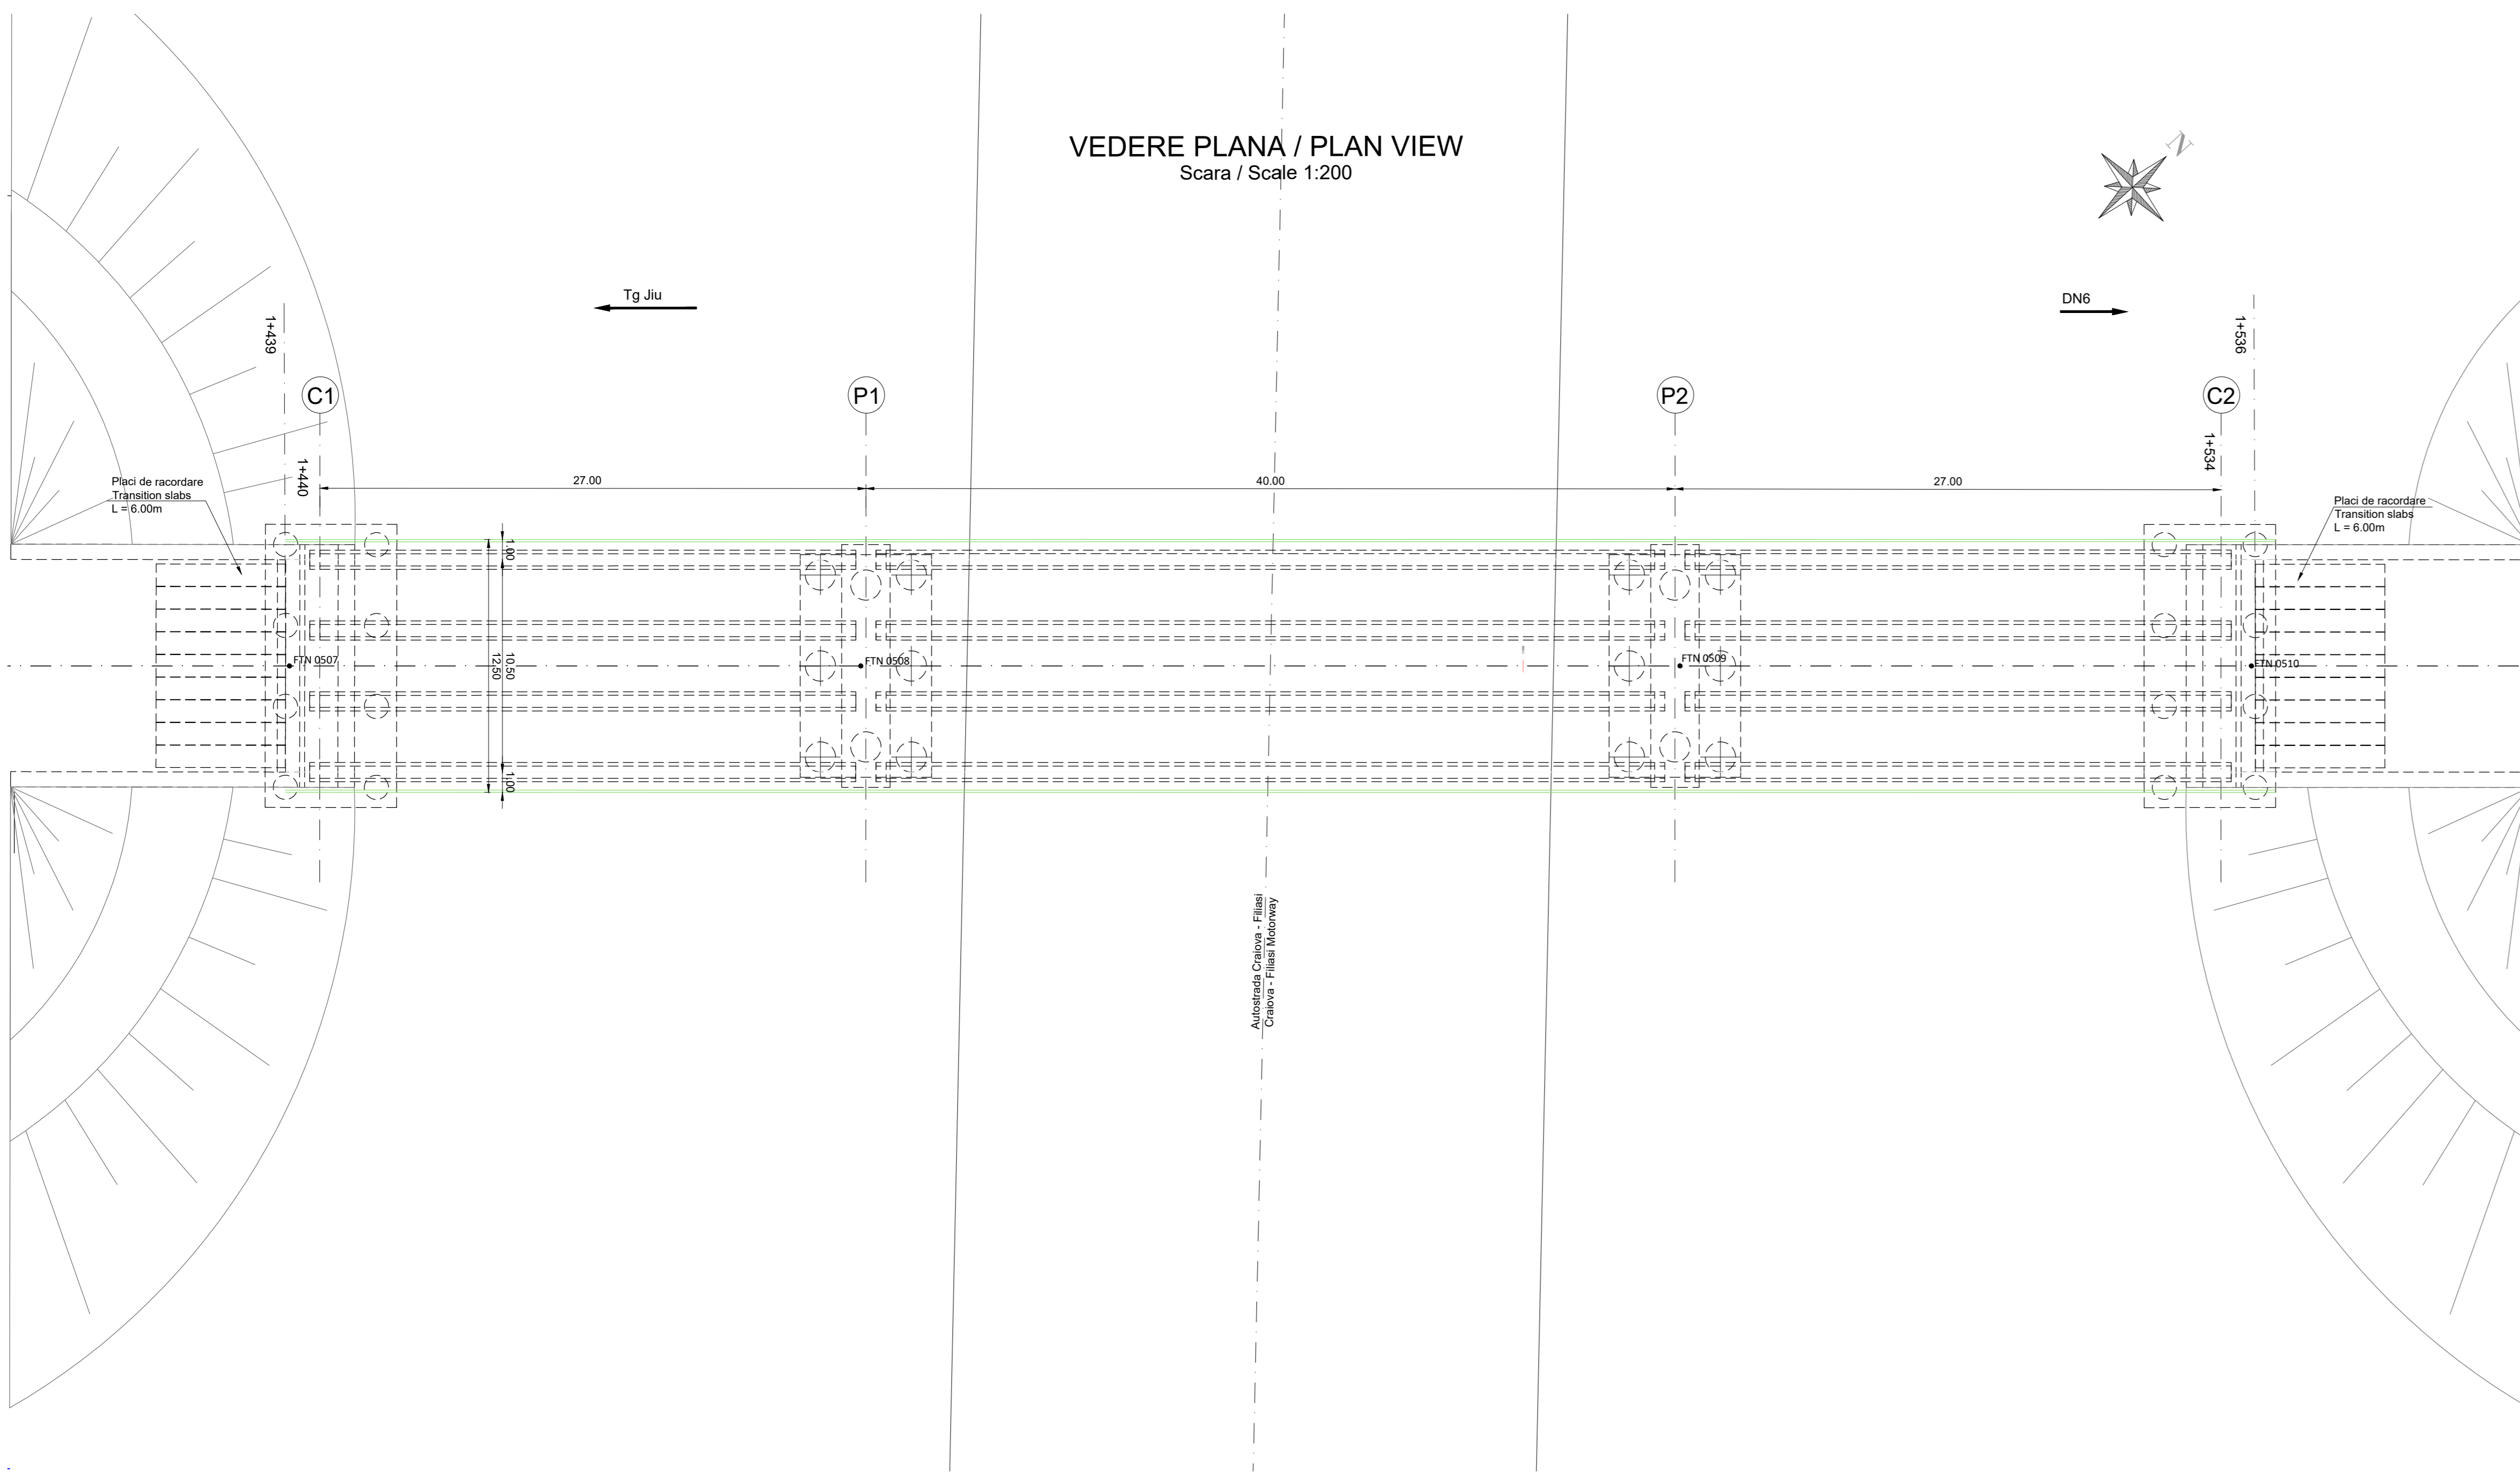 VEDERE PLANA / PLAN VIEW
Scara / Scale 1:200
N
Tg Jiu
DN6
1+439
1+536
C1
P1
P2
C2
1+440
1+534
27.00
40.00
27.00
Placi de racordare
Transition slabs
L = 6.00m
Placi de racordare
Transition slabs
L = 6.00m
1.00
10.50
12.50
1.00
FTN 0507
FTN 0508
FTN 0509
FTN 0510
Autostrada Craiova - Filiasi
Craiova - Filiasi Motorway